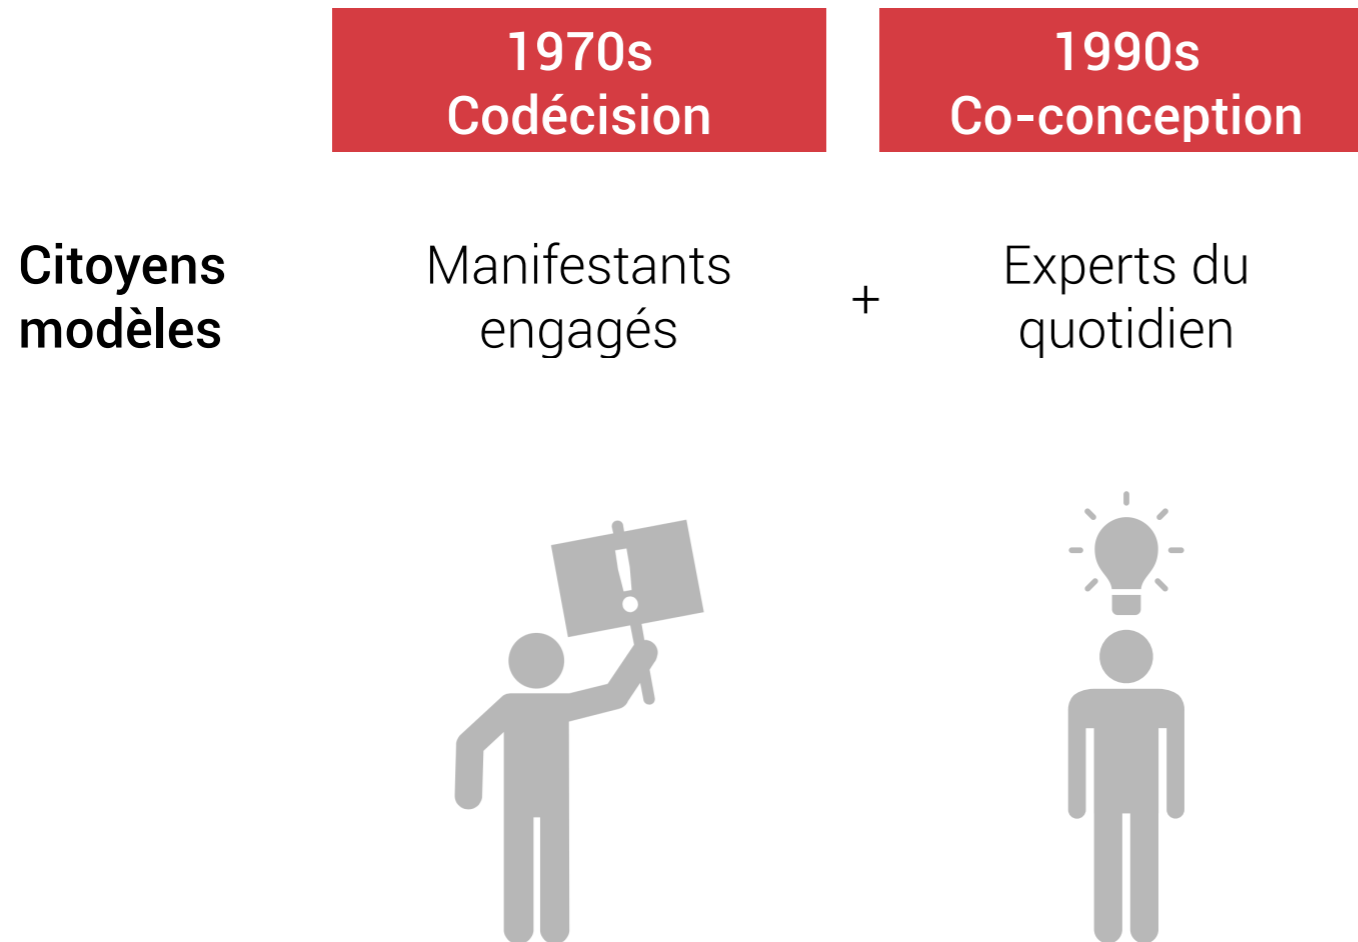 1970s
Codécision
1990s
Co-conception
Citoyens
modèles
Manifestants
engagés
+
Experts du
quotidien
!